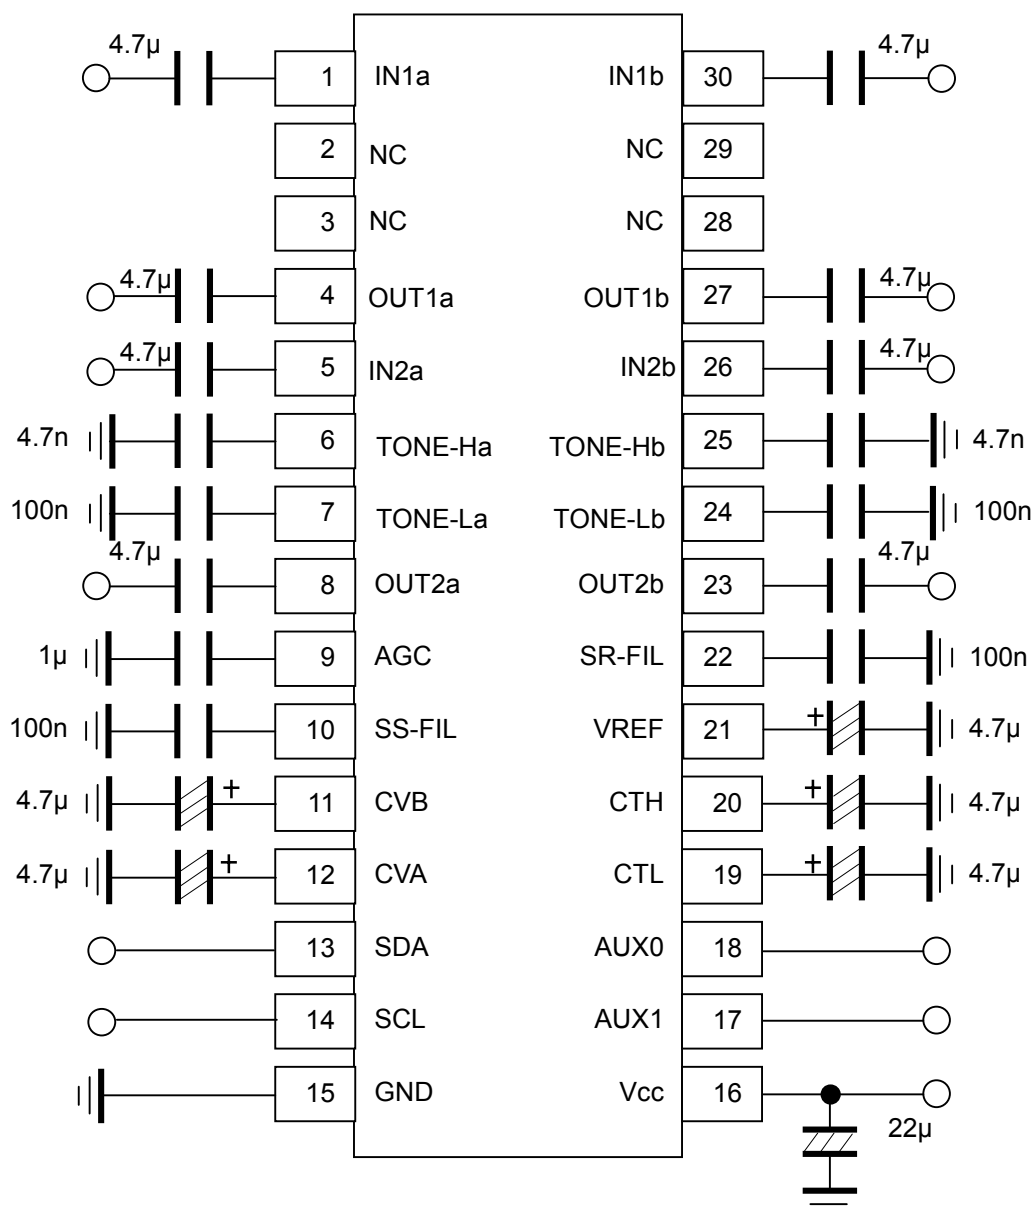 4.7µ 1 IN1a IN1b 30 4.7µ
2 NC NC 29
3 NC NC 28
4.7µ 4 OUT1a OUT1b 27 4.7µ
4.7µ 5 IN2a IN2b 26 4.7µ
4.7n 6 TONE-Ha TONE-Hb 25 4.7n
100n 7 TONE-La TONE-Lb 24 100n
4.7µ 8 OUT2a OUT2b 23 4.7µ
1µ 9 AGC SR-FIL 22 100n
100n 10 SS-FIL VREF 21 + 4.7µ
4.7µ + 11 CVB CTH 20 + 4.7µ
4.7µ + 12 CVA CTL 19 + 4.7µ
13 SDA AUX0 18
14 SCL AUX1 17
15 GND Vcc 16
22µ